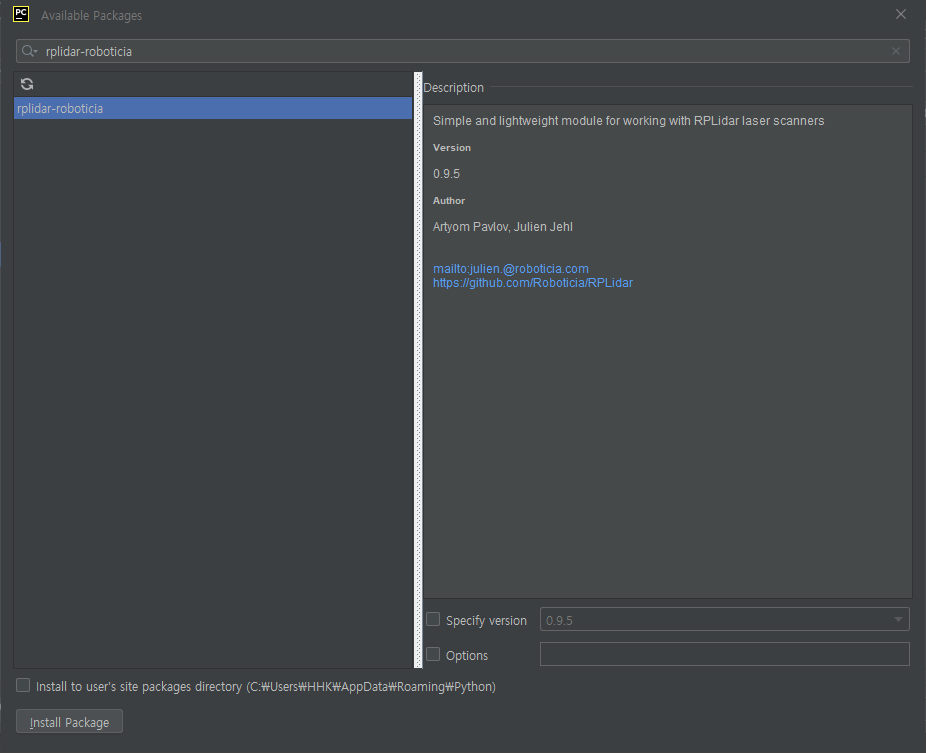 PC
Available Packages
rplidar-roboticia
rplidar-roboticia
Description
Simple and lightweight module for working with RPLidar laser scanners
Version
0.9.5
Author
Artyom Pavlov, Julien Jehl
mailto:julien.@roboticia.com
https://github.com/Roboticia/RPLidar
Specify version
0.9.5
Options
Install to user's site packages directory (C:₩Users₩HHK₩AppData₩Roaming₩Python)
Install Package